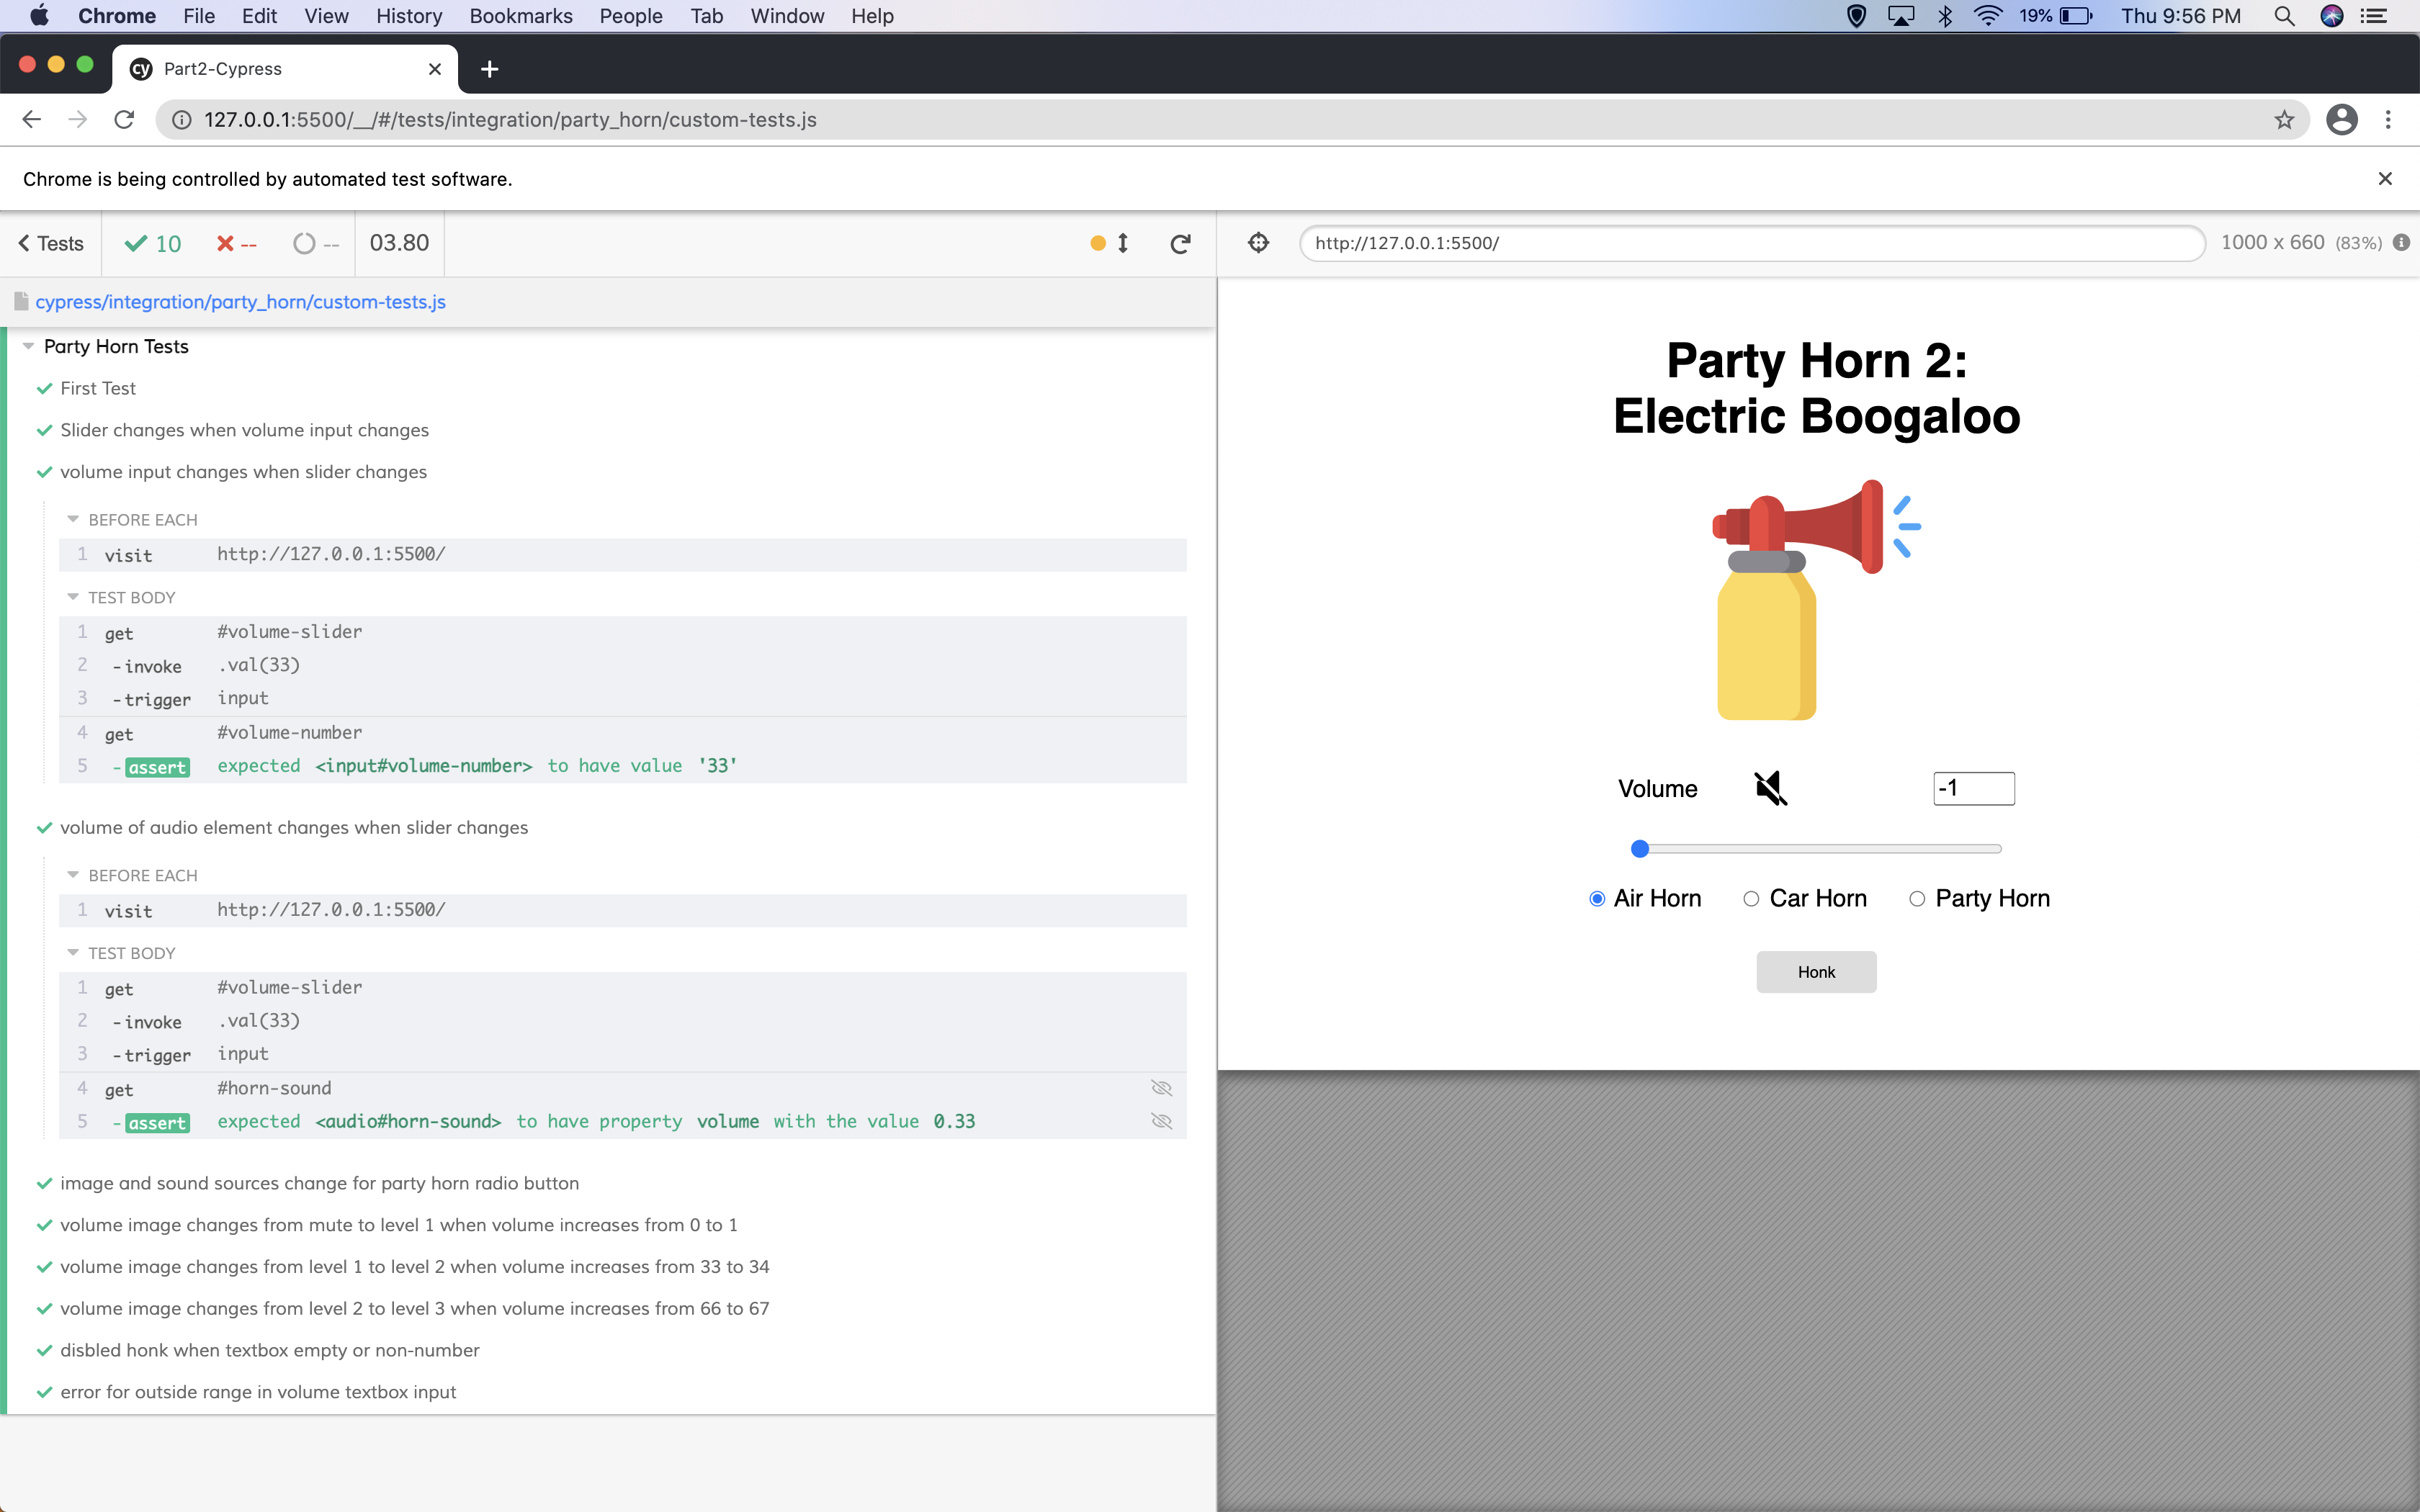 Chrome File Edit View History Bookmarks People Tab Window Help 19% Thu 9:56 PM
cy Part2-Cypress
127.0.0.1:5500/__/#/tests/integration/party_horn/custom-tests.js
Chrome is being controlled by automated test software.
Tests 10 -- -- 03.80
http://127.0.0.1:5500/ 1000 x 660 (83%)
cypress/integration/party_horn/custom-tests.js
Party Horn Tests
First Test
Slider changes when volume input changes
volume input changes when slider changes
BEFORE EACH
1 visit http://127.0.0.1:5500/
TEST BODY
1 get #volume-slider
2 -invoke .val(33)
3 -trigger input
4 get #volume-number
5 -assert expected <input#volume-number> to have value '33'
volume of audio element changes when slider changes
BEFORE EACH
1 visit http://127.0.0.1:5500/
TEST BODY
1 get #volume-slider
2 -invoke .val(33)
3 -trigger input
4 get #horn-sound
5 -assert expected <audio#horn-sound> to have property volume with the value 0.33
image and sound sources change for party horn radio button
volume image changes from mute to level 1 when volume increases from 0 to 1
volume image changes from level 1 to level 2 when volume increases from 33 to 34
volume image changes from level 2 to level 3 when volume increases from 66 to 67
disbled honk when textbox empty or non-number
error for outside range in volume textbox input
Party Horn 2:
Electric Boogaloo
Volume -1
Air Horn Car Horn Party Horn
Honk